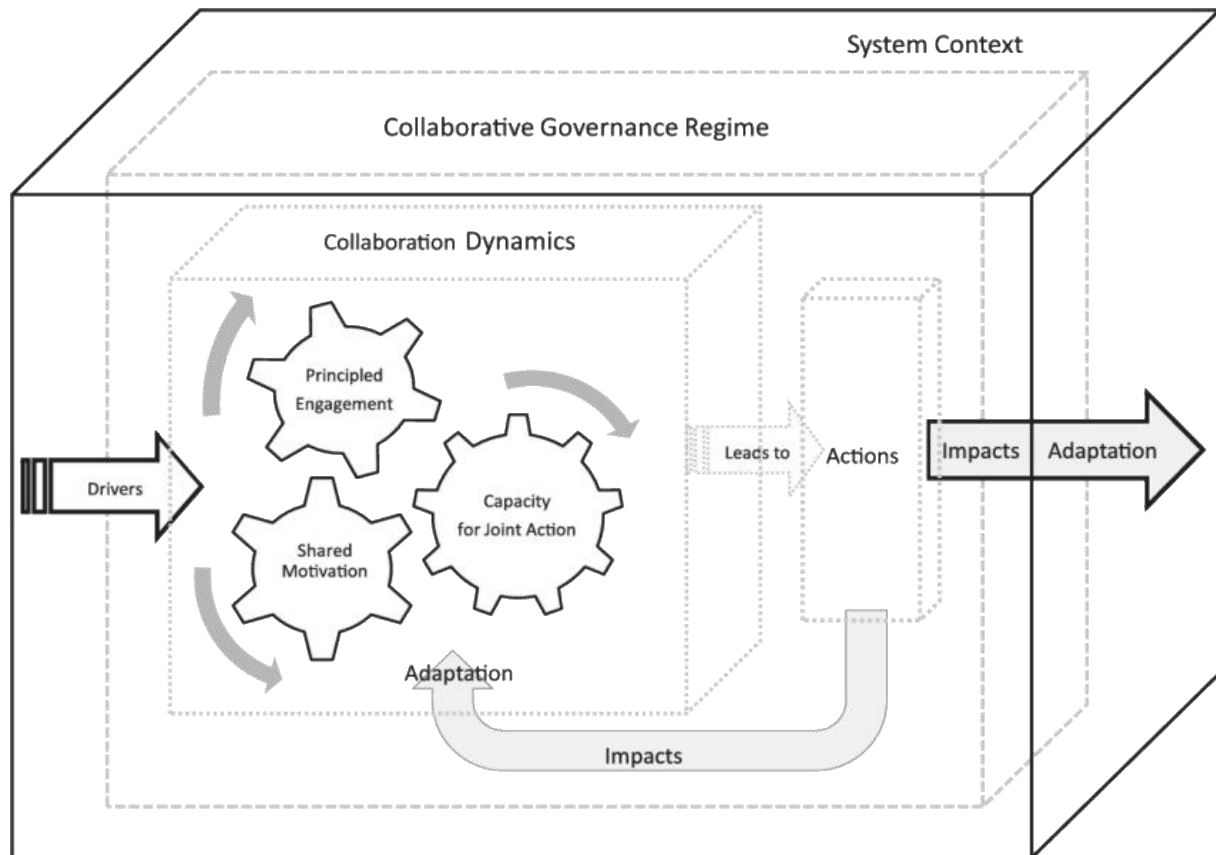 System Context
Collaborative Governance Regime
Collaboration Dynamics
Principled
Engagement
Drivers
Shared
Motivation
Capacity
for Joint Action
Leads to
Actions
Impacts
Adaptation
Adaptation
Impacts